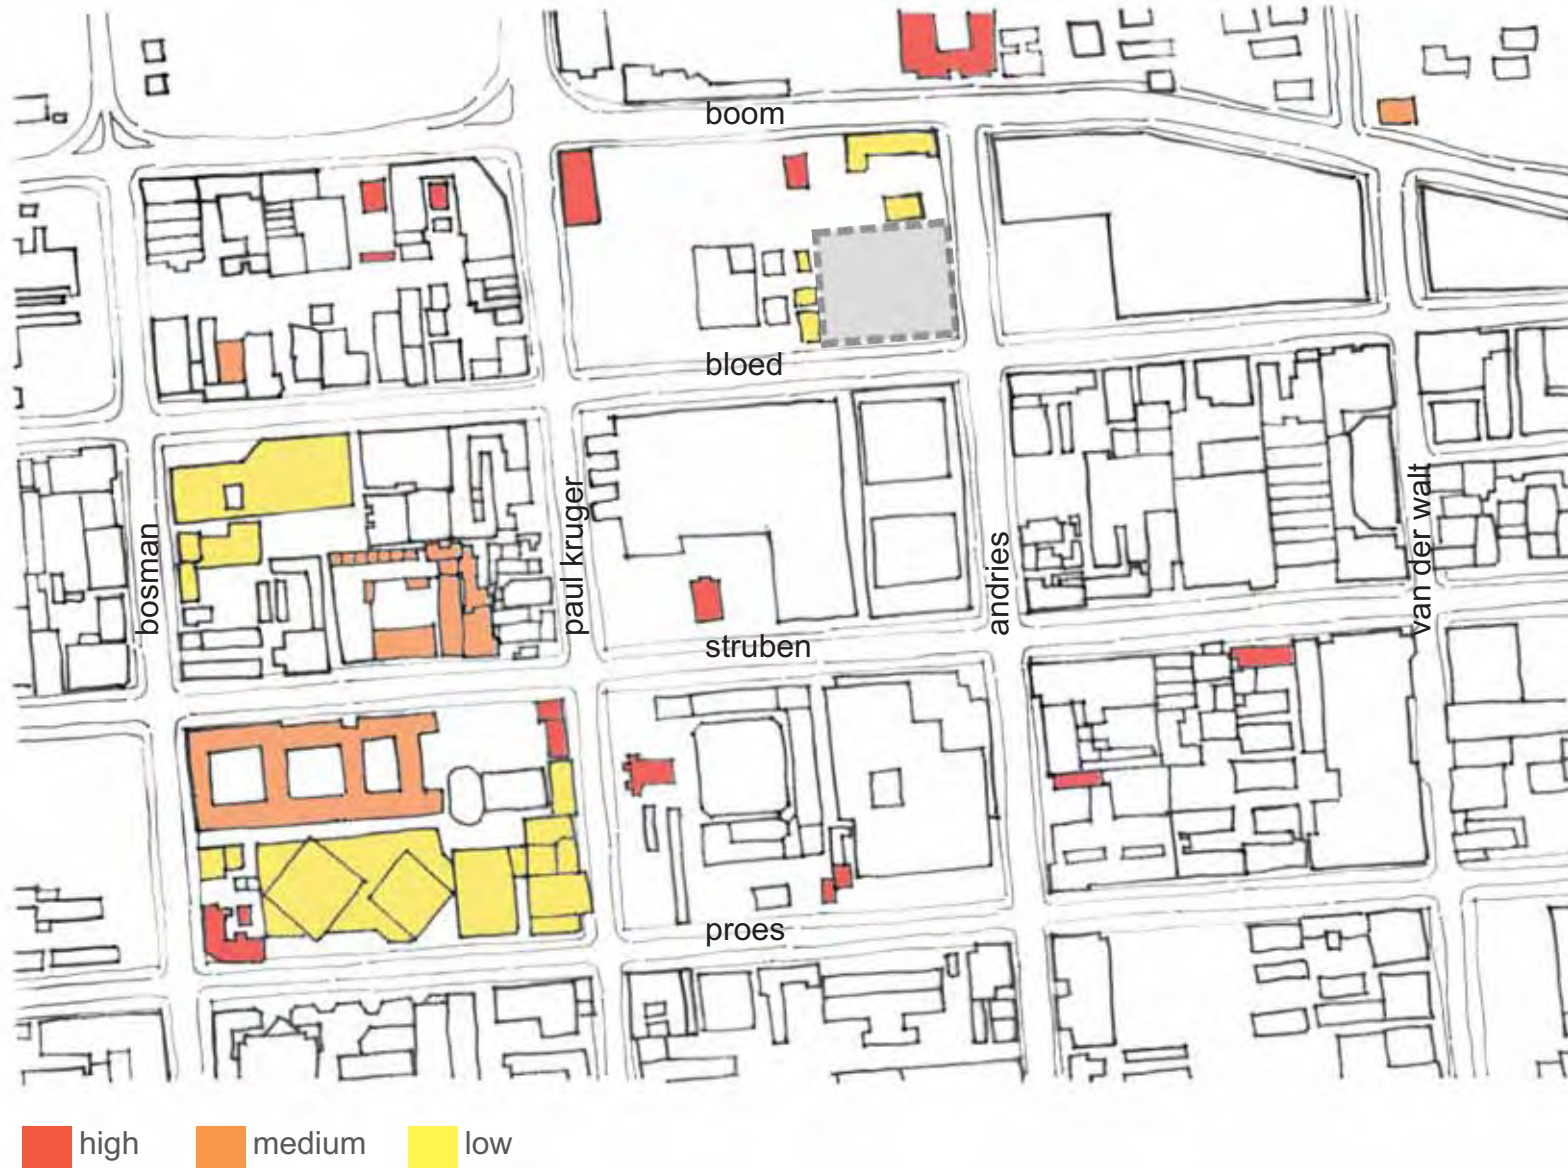 boom
bloed
bosman
paul kruger
andries
van der walt
struben
proes
high
medium
low